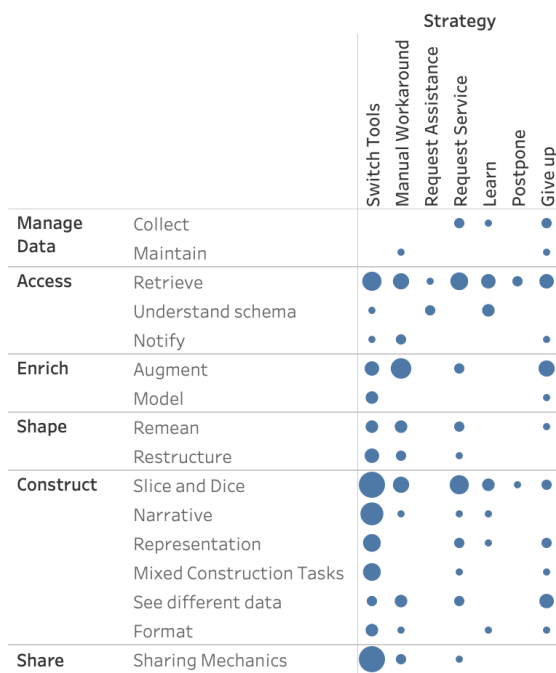 Strategy
Switch Tools
Manual Workaround
Request Assistance
Request Service
Learn
Postpone
Give up
Manage Data
Collect
Maintain
Access
Retrieve
Understand schema
Notify
Enrich
Augment
Model
Shape
Remean
Restructure
Construct
Slice and Dice
Narrative
Representation
Mixed Construction Tasks
See different data
Format
Share
Sharing Mechanics